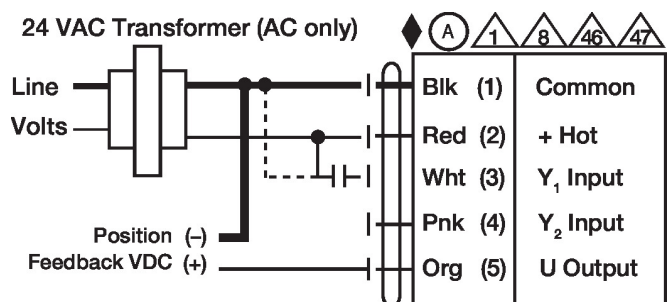 24 VAC Transformer (AC only)
A 1 8 46 47
Line
Volts
Blk (1) Common
Red (2) + Hot
Wht (3) Y₁ Input
Pnk (4) Y₂ Input
Org (5) U Output
Position (–)
Feedback VDC (+)